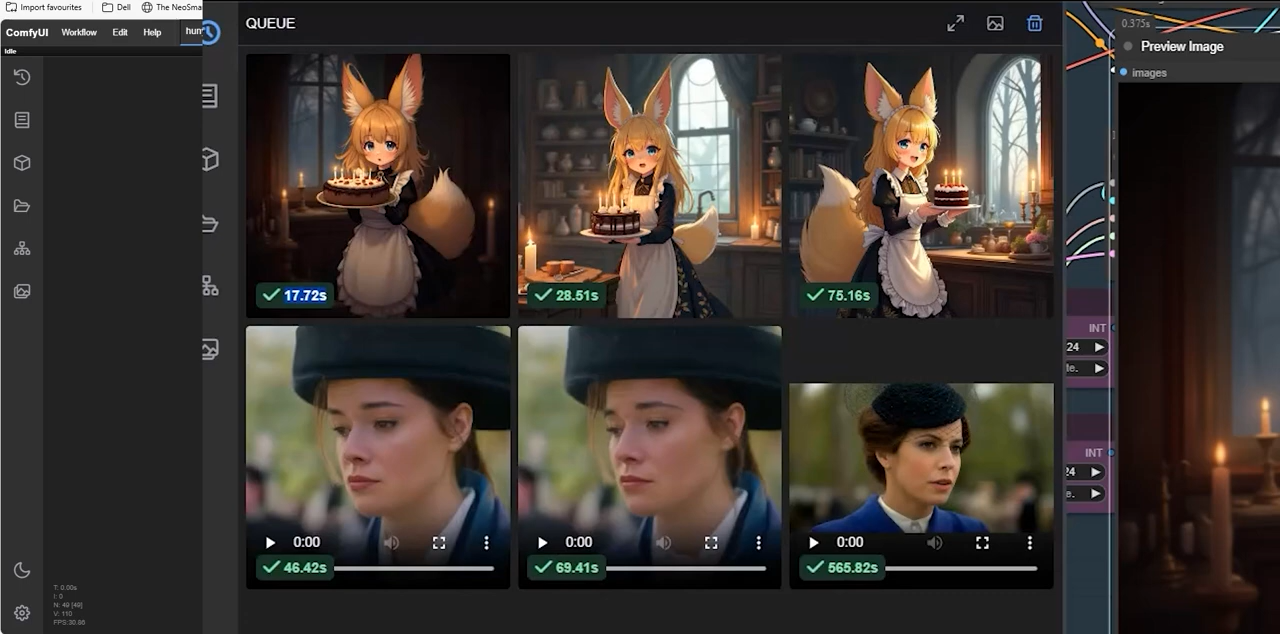 Import favourites
Dell
The NeoSma
ComfyUI
Workflow
Edit
Help
hun
Idle
QUEUE
0.375s
Preview Image
images
17.72s
28.51s
75.16s
INT
24
le.
0:00
0:00
0:00
46.42s
69.41s
565.82s
INT
24
e.
T: 0.00s
I: 0
N: 49 [49]
V: 110
FPS:30.86